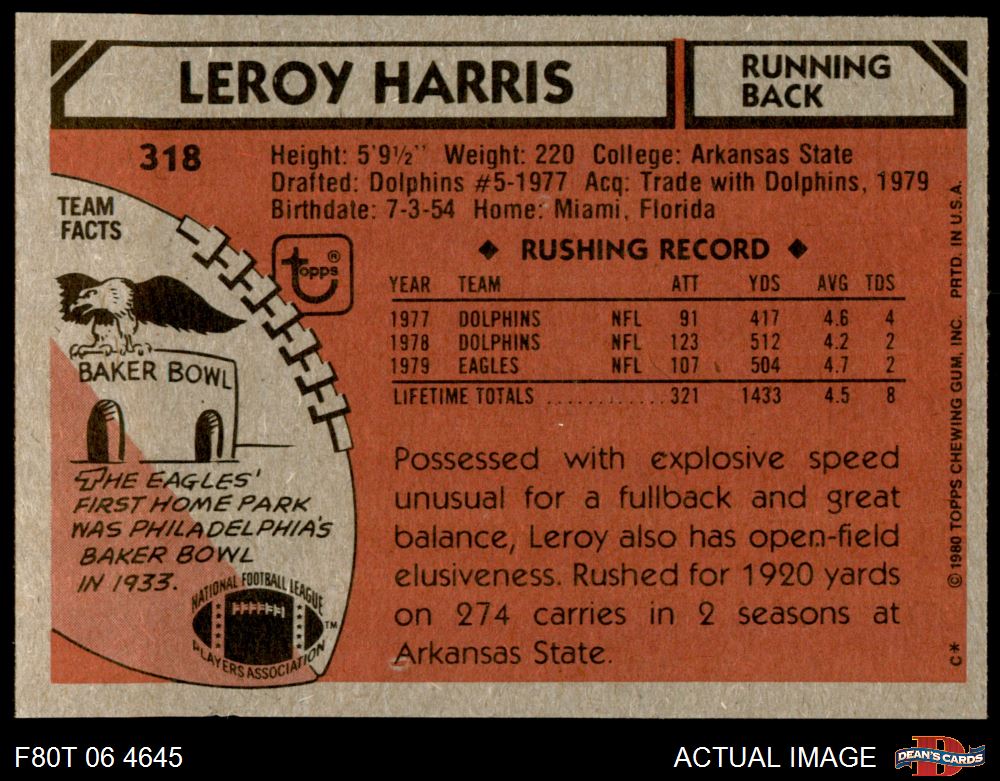 LEROY HARRIS
RUNNING
BACK
318
Height: 5'9½" Weight: 220 College: Arkansas State
Drafted: Dolphins #5-1977 Acq: Trade with Dolphins, 1979
Birthdate: 7-3-54 Home: Miami, Florida
TEAM
FACTS
topps®
◆ RUSHING RECORD ◆
YEAR TEAM ATT YDS AVG TDS
1977 DOLPHINS NFL 91 417 4.6 4
1978 DOLPHINS NFL 123 512 4.2 2
1979 EAGLES NFL 107 504 4.7 2
LIFETIME TOTALS ............ 321 1433 4.5 8
BAKER BOWL
THE EAGLES'
FIRST HOME PARK
WAS PHILADELPHIA'S
BAKER BOWL
IN 1933.
NATIONAL FOOTBALL LEAGUE
PLAYERS ASSOCIATION
TM
Possessed with explosive speed
unusual for a fullback and great
balance, Leroy also has open-field
elusiveness. Rushed for 1920 yards
on 274 carries in 2 seasons at
Arkansas State.
C* © 1980 TOPPS CHEWING GUM, INC. PRTD. IN U.S.A.
F80T 06 4645
ACTUAL IMAGE
DEAN'S CARDS